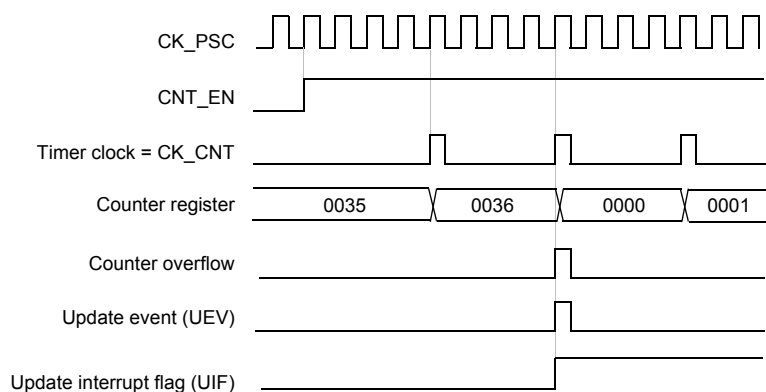 CK_PSC
CNT_EN
Timer clock = CK_CNT
Counter register 0035 0036 0000 0001
Counter overflow
Update event (UEV)
Update interrupt flag (UIF)